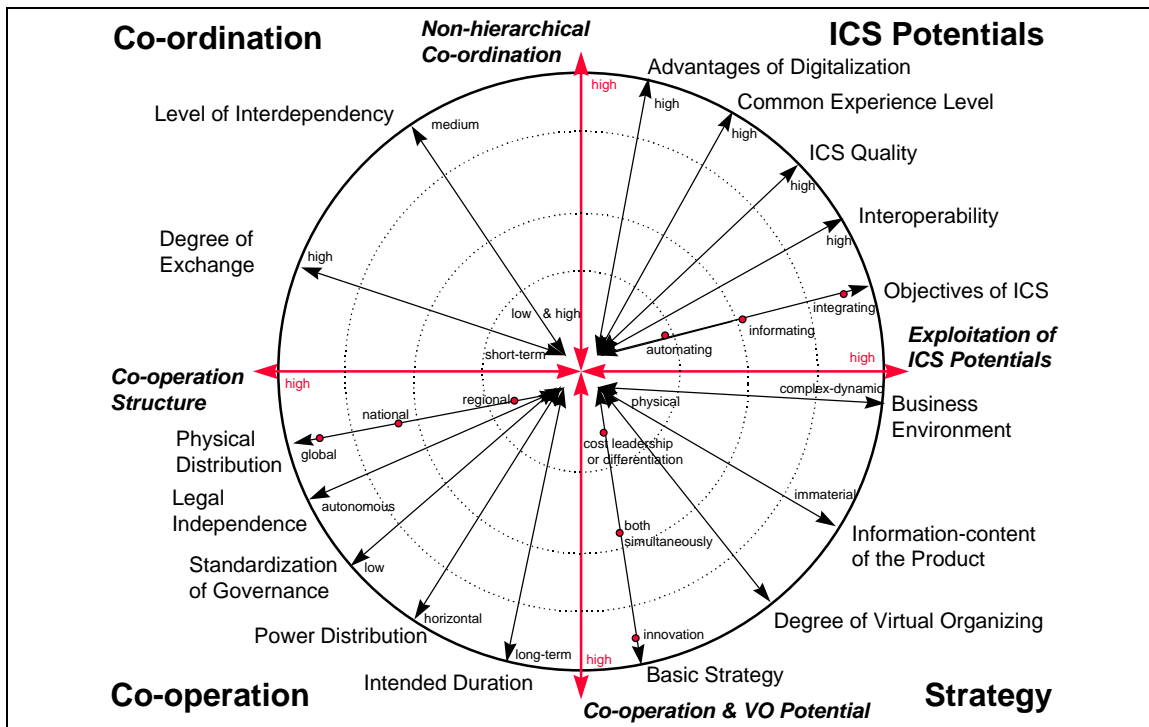 Co-ordination
Non-hierarchical
Co-ordination
ICS Potentials
high
Advantages of Digitalization
high
Common Experience Level
high
Level of Interdependency
medium
ICS Quality
high
Interoperability
high
Degree of
Exchange
high
Objectives of ICS
integrating
informating
automating
low & high
short-term
Exploitation of
ICS Potentials
high
Co-operation
Structure
high
complex-dynamic
Business
Environment
physical
regional
national
global
Physical
Distribution
cost leadership
or differentiation
immaterial
Information-content
of the Product
autonomous
Legal
Independence
both
simultaneously
low
Standardization
of Governance
horizontal
Power Distribution
Degree of Virtual Organizing
innovation
long-term
high
Intended Duration
Basic Strategy
Co-operation
Co-operation & VO Potential
Strategy